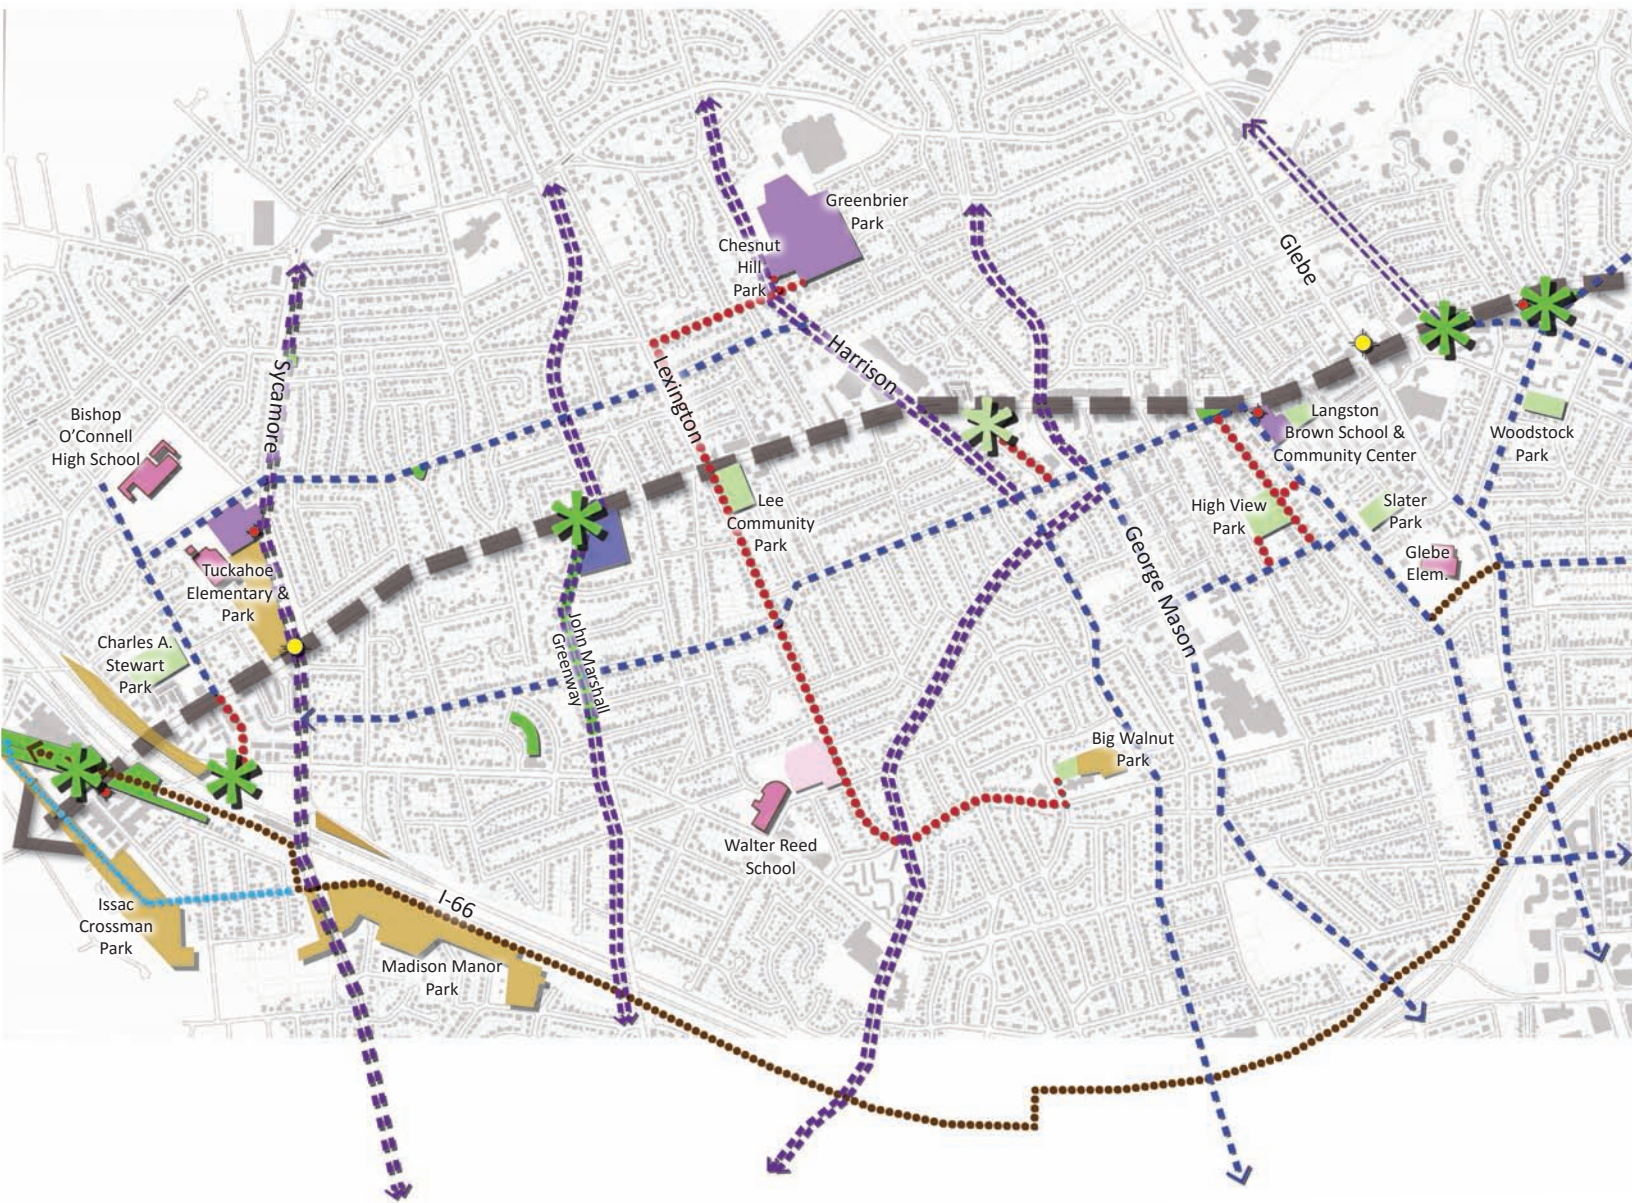 Greenbrier
Park
Chesnut
Hill
Park
Glebe
Harrison
Lexington
Sycamore
Bishop
O'Connell
High School
Langston
Brown School &
Community Center
Woodstock
Park
Lee
Community
Park
High View
Park
Slater
Park
Glebe
Elem.
George Mason
Tuckahoe
Elementary &
Park
Charles A.
Stewart
Park
John Marshall
Greenway
Big Walnut
Park
Walter Reed
School
I-66
Issac
Crossman
Park
Madison Manor
Park